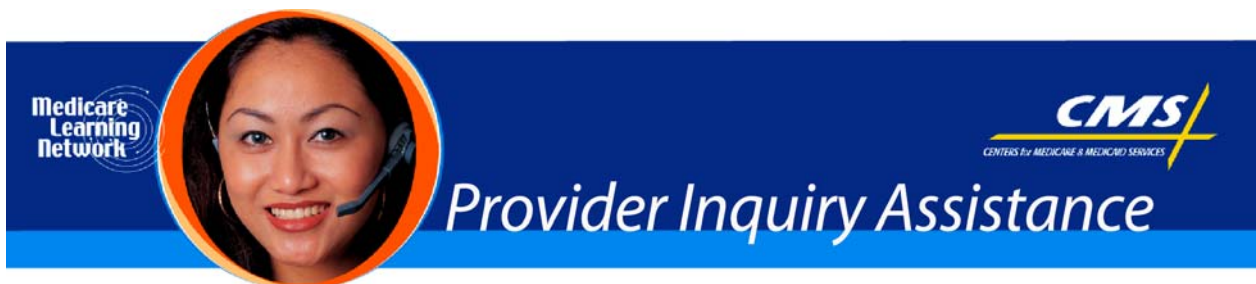 Medicare
Learning
Network
CMS
CENTERS for MEDICARE & MEDICAID SERVICES
Provider Inquiry Assistance